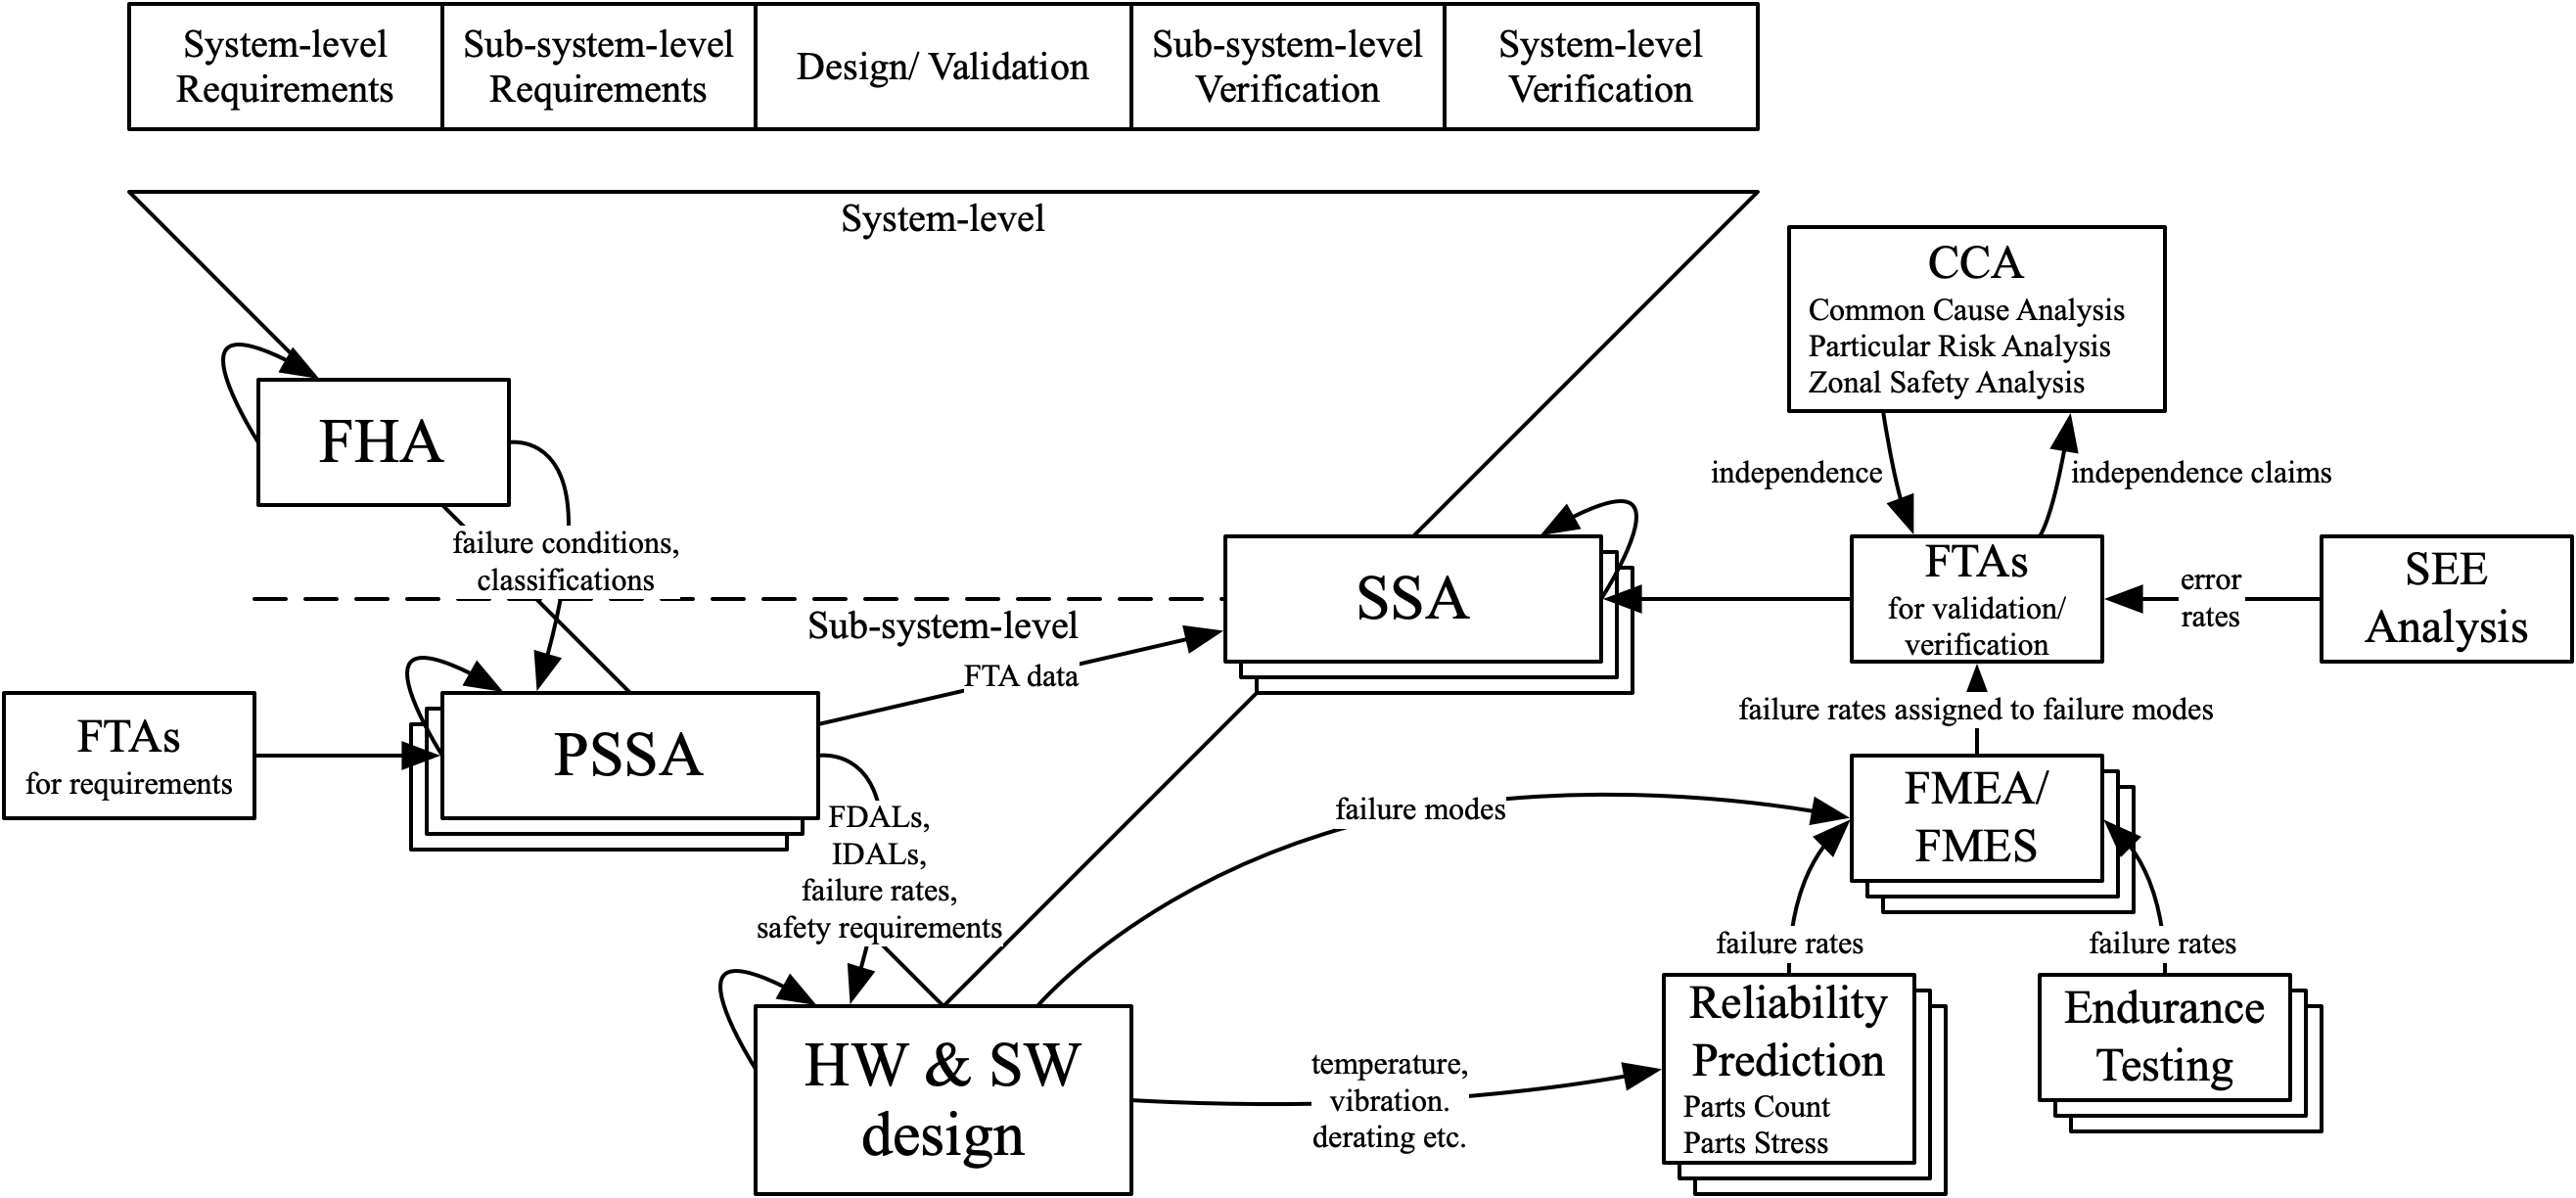 System-level
Requirements
Sub-system-level
Requirements
Design/ Validation
Sub-system-level
Verification
System-level
Verification
System-level
CCA
Common Cause Analysis
Particular Risk Analysis
Zonal Safety Analysis
FHA
independence
independence claims
failure conditions,
classifications
SSA
FTAs
for validation/
verification
error
rates
SEE
Analysis
Sub-system-level
FTA data
failure rates assigned to failure modes
FTAs
for requirements
PSSA
FDALs,
IDALs,
failure rates,
safety requirements
failure modes
FMEA/
FMES
failure rates
failure rates
HW & SW
design
temperature,
vibration.
derating etc.
Reliability
Prediction
Parts Count
Parts Stress
Endurance
Testing